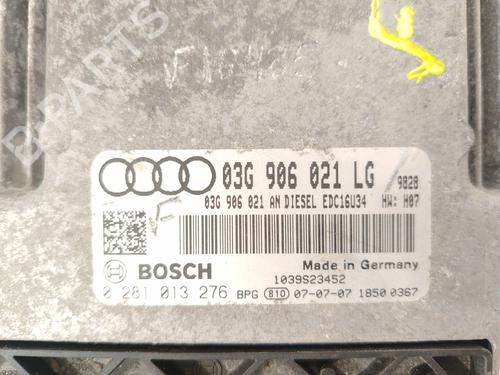 B-PARTS
03G 906 021 LG
9828
03G 906 021 AN DIESEL EDC16U34 HW: H07
BOSCH
Made in Germany
1039S23452
0 281 013 276 BPG 810 07-07-07 1850 0367